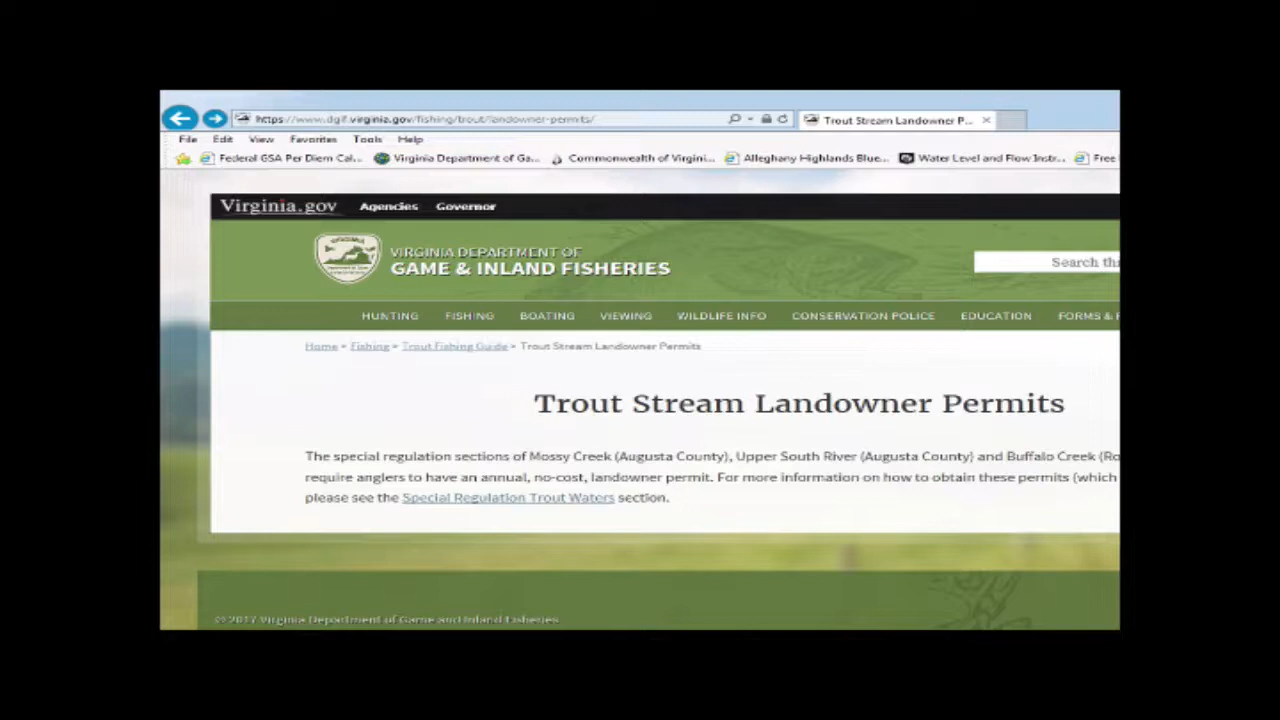 https://www.dgif.virginia.gov/fishing/trout/landowner-permits/
Trout Stream Landowner P...
File Edit View Favorites Tools Help
Federal GSA Per Diem Cal... Virginia Department of Ga... Commonwealth of Virgini... Alleghany Highlands Blue... Water Level and Flow Instr... Free
Virginia.gov Agencies Governor
VIRGINIA DEPARTMENT OF
GAME & INLAND FISHERIES
Search thi
HUNTING FISHING BOATING VIEWING WILDLIFE INFO CONSERVATION POLICE EDUCATION FORMS & F
Home » Fishing » Trout Fishing Guide » Trout Stream Landowner Permits
Trout Stream Landowner Permits
The special regulation sections of Mossy Creek (Augusta County), Upper South River (Augusta County) and Buffalo Creek (Ro
require anglers to have an annual, no-cost, landowner permit. For more information on how to obtain these permits (which
please see the Special Regulation Trout Waters section.
© 2017 Virginia Department of Game and Inland Fisheries